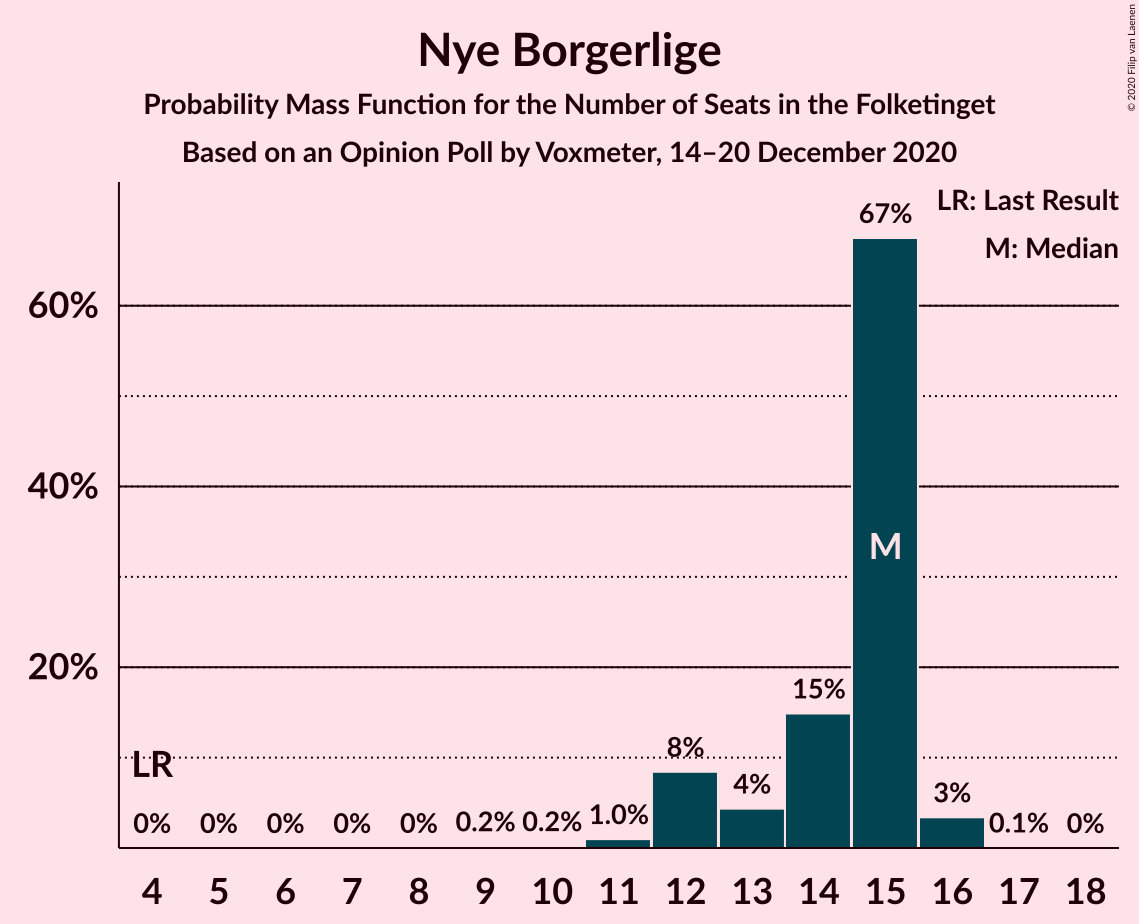 Nye Borgerlige
Probability Mass Function for the Number of Seats in the Folketinget
Based on an Opinion Poll by Voxmeter, 14–20 December 2020
© 2020 Filip van Laenen
LR: Last Result
M: Median
67%
60%
40%
M
20%
15%
LR
8%
4%
3%
0% 0% 0% 0% 0% 0.2% 0.2% 1.0% 0.1% 0%
4 5 6 7 8 9 10 11 12 13 14 15 16 17 18